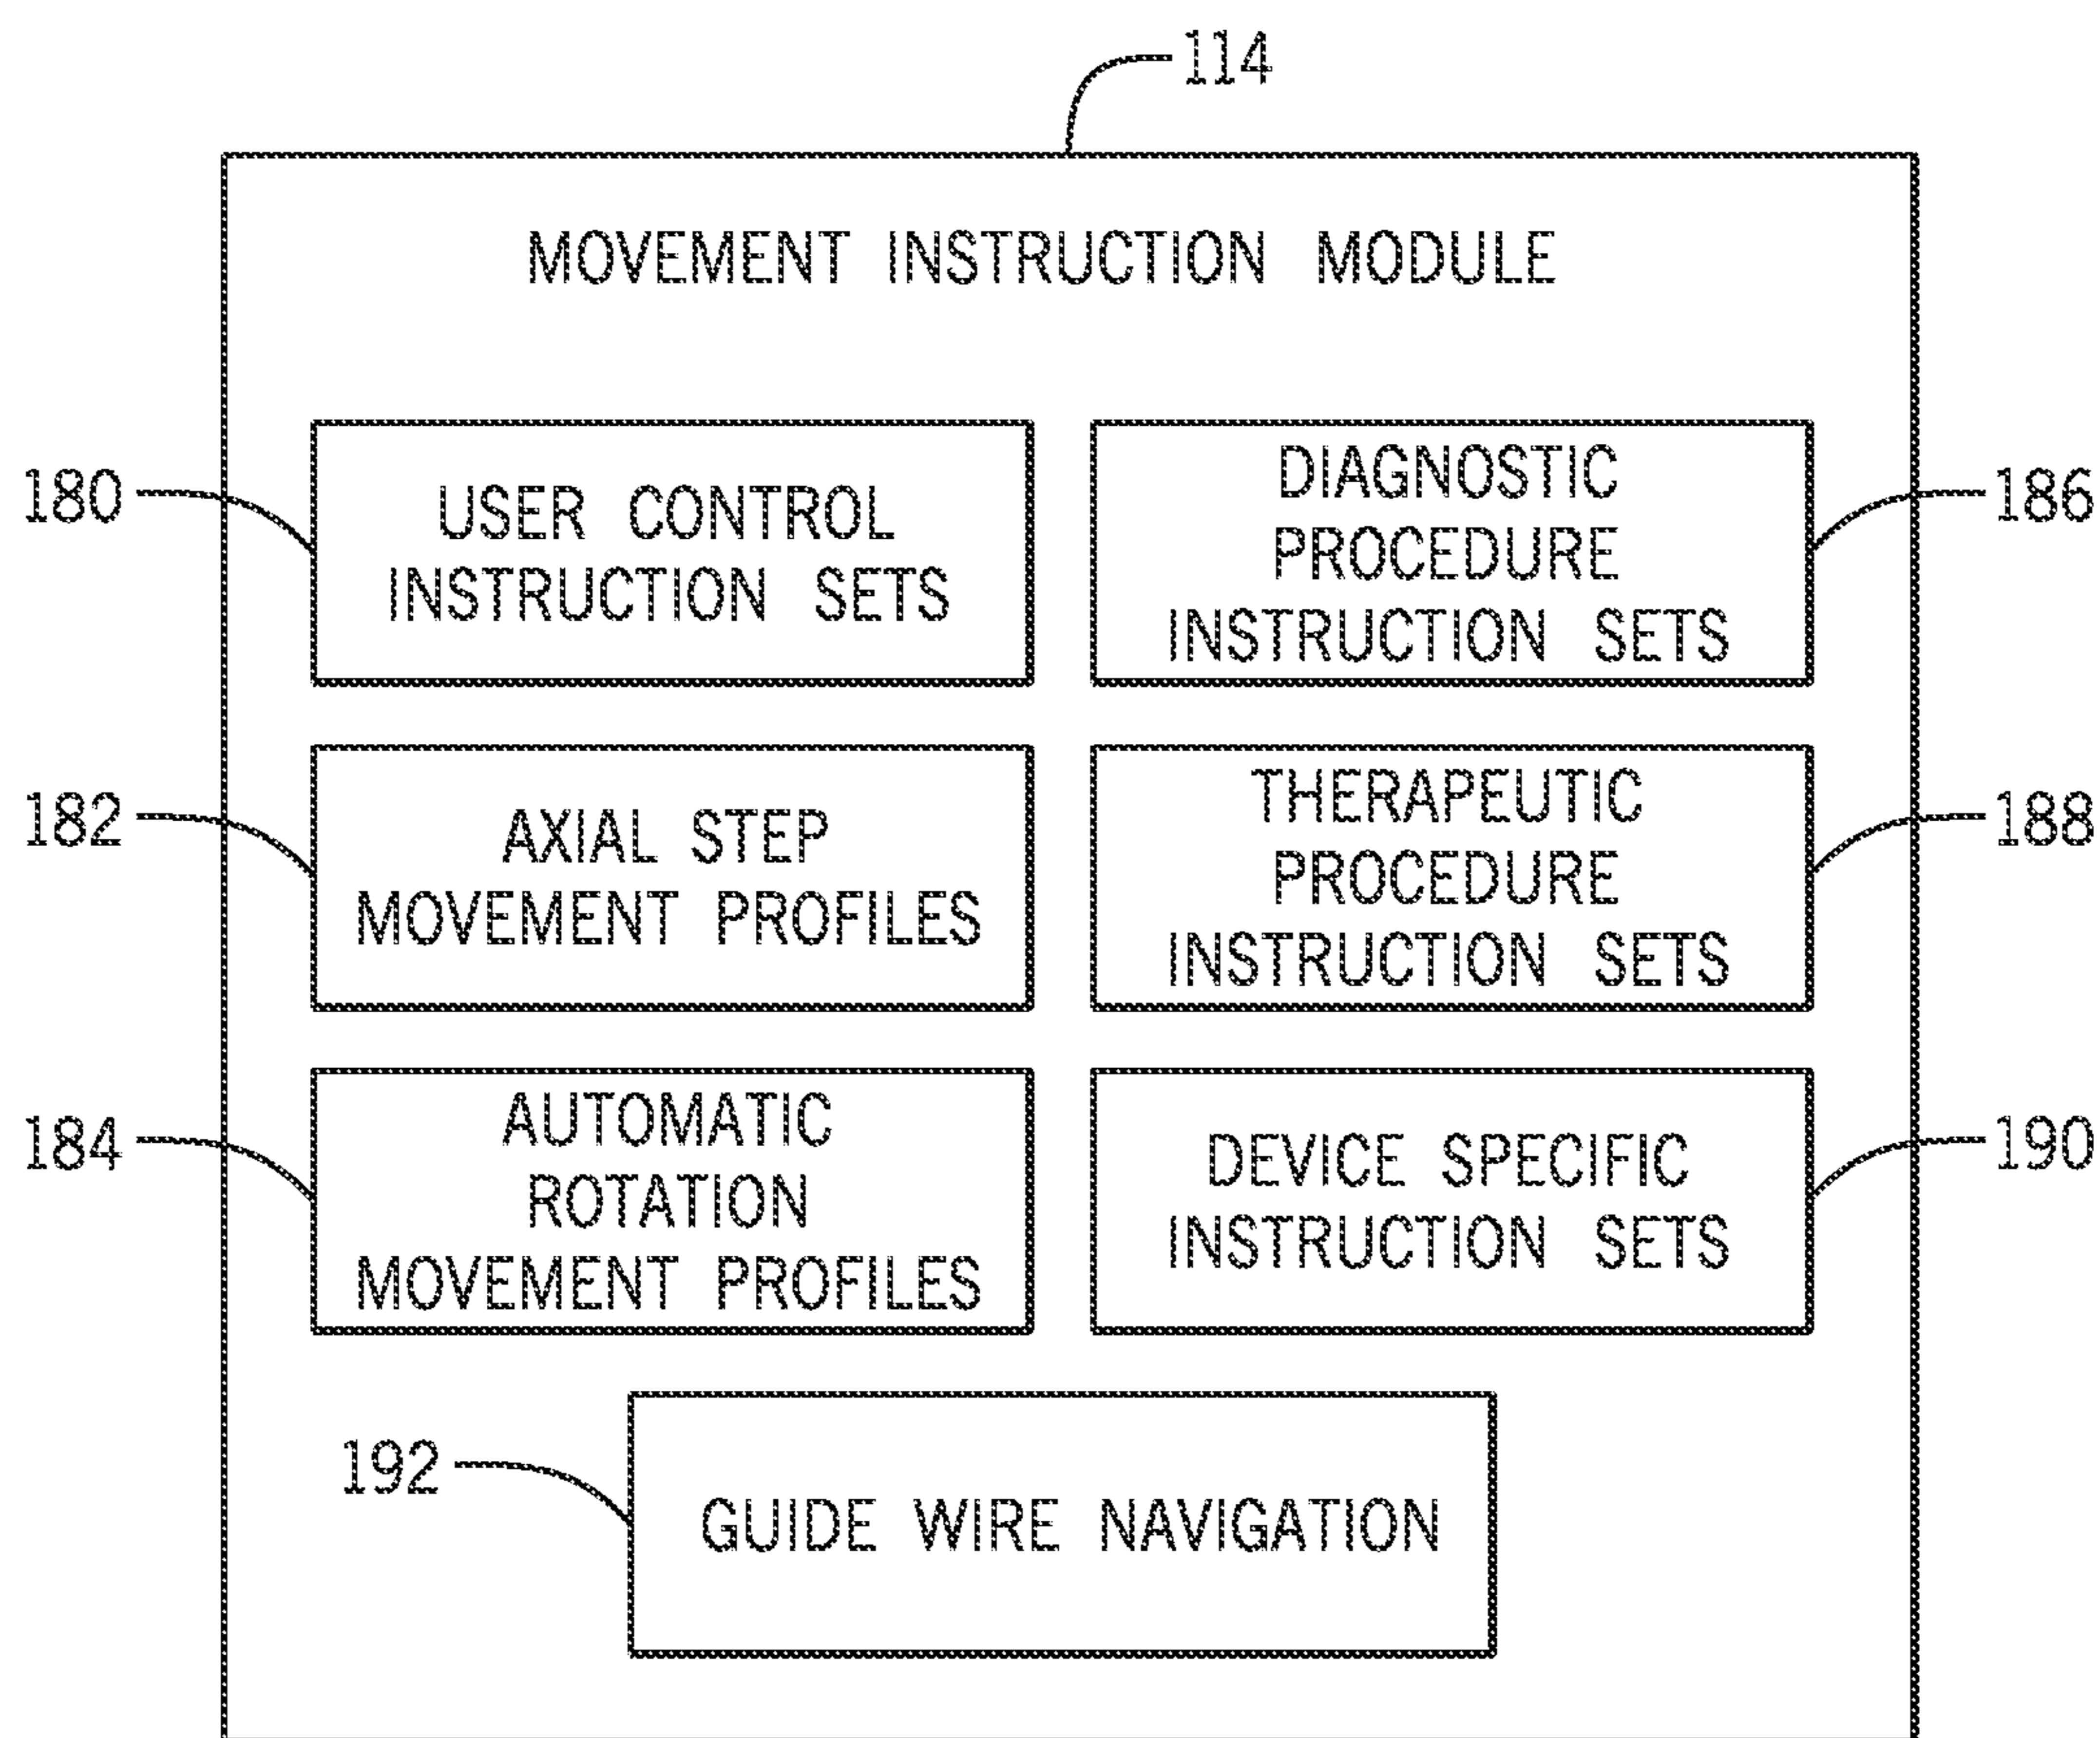 114
MOVEMENT INSTRUCTION MODULE
180
USER CONTROL
INSTRUCTION SETS
DIAGNOSTIC
PROCEDURE
INSTRUCTION SETS
186
182
AXIAL STEP
MOVEMENT PROFILES
THERAPEUTIC
PROCEDURE
INSTRUCTION SETS
188
184
AUTOMATIC
ROTATION
MOVEMENT PROFILES
DEVICE SPECIFIC
INSTRUCTION SETS
190
192
GUIDE WIRE NAVIGATION